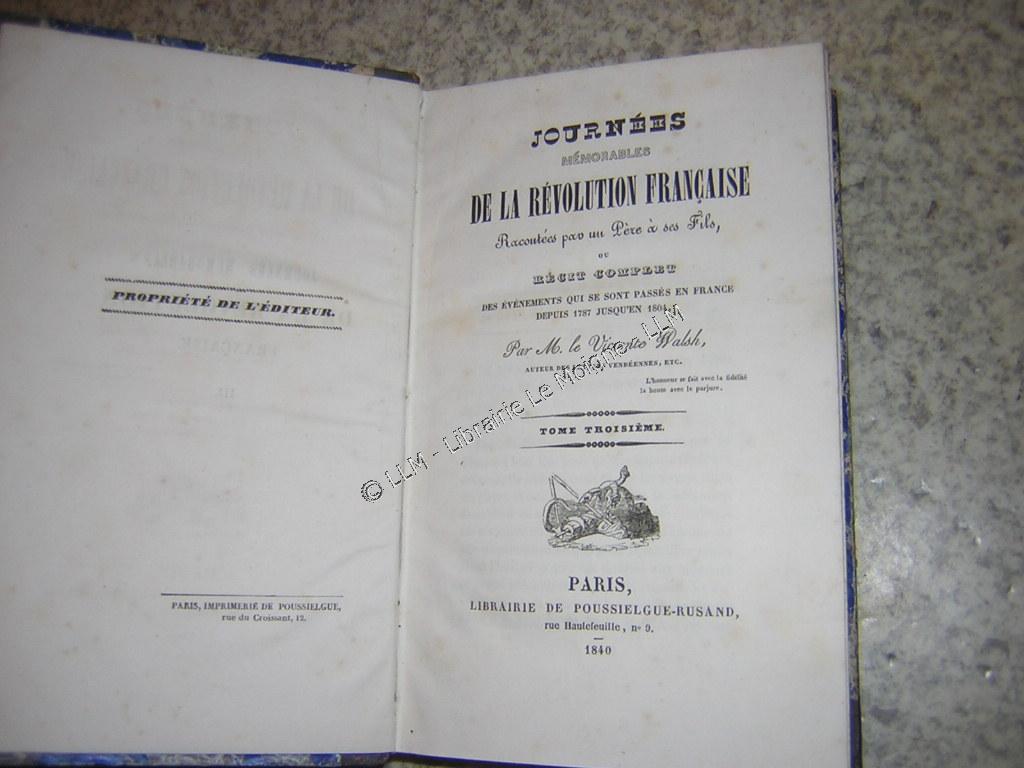 PROPRIÉTÉ DE L'ÉDITEUR.
PARIS, IMPRIMERIE DE POUSSIELGUE,
rue du Croissant, 12.
JOURNÉES
MÉMORABLES
DE LA RÉVOLUTION FRANÇAISE
Racontées par un Père à ses Fils,
ou
RÉCIT COMPLET
DES ÉVÉNEMENTS QUI SE SONT PASSÉS EN FRANCE
DEPUIS 1787 JUSQU'EN 1804,
Par M. le Vicomte Walsh,
AUTEUR DES VENDÉENNES, ETC.
L'honneur se fait avec la fidélité
la honte avec le parjure.
TOME TROISIÈME.
PARIS,
LIBRAIRIE DE POUSSIELGUE-RUSAND,
rue Hautefeuille, nº 9.
1840
© LLM - Librairie Le Moigne - LLM